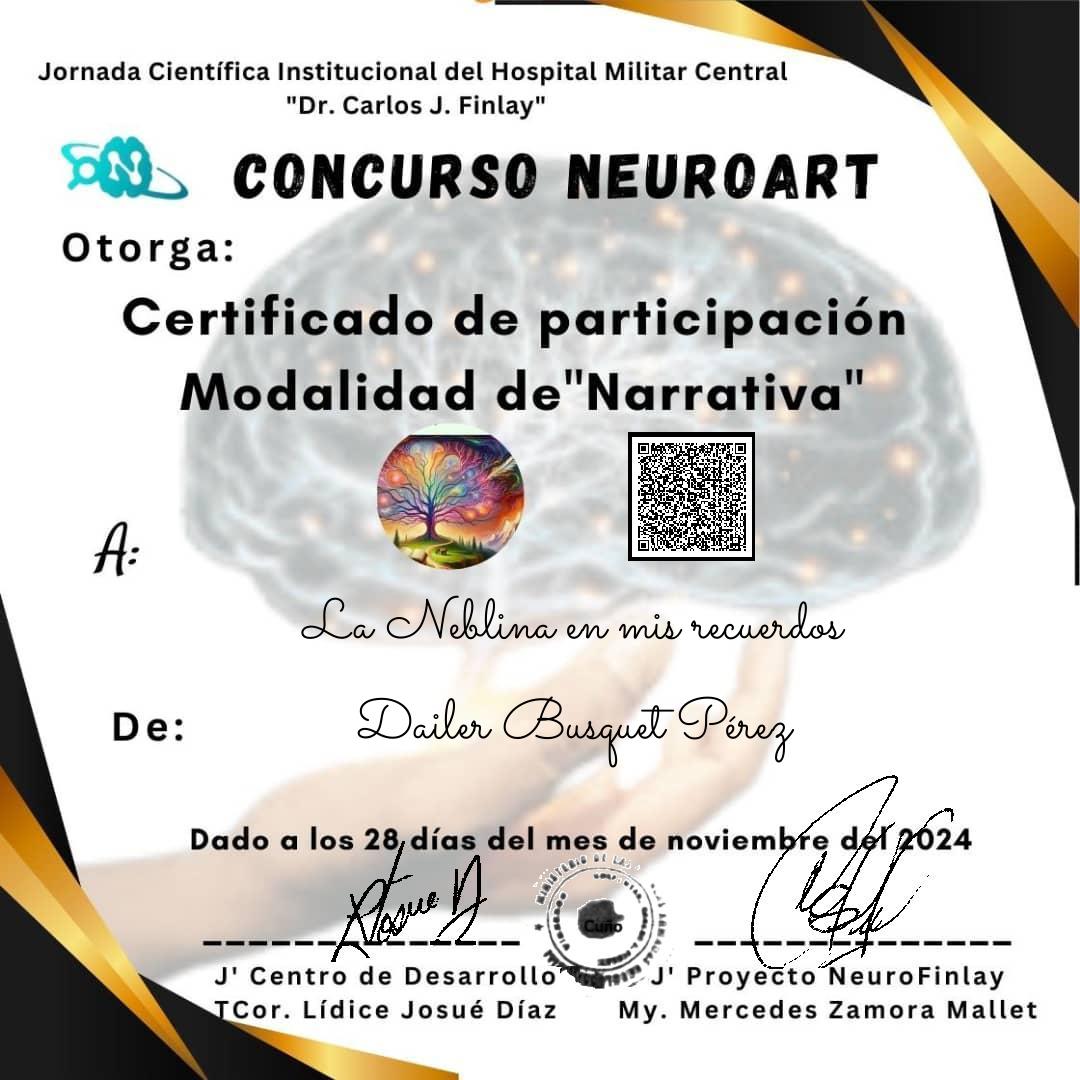 Jornada Científica Institucional del Hospital Militar Central
"Dr. Carlos J. Finlay"
CONCURSO NEUROART
Otorga:
Certificado de participación
Modalidad de"Narrativa"
A:
La Neblina en mis recuerdos
De:
Dailer Busquet Pérez
Dado a los 28 días del mes de noviembre del 2024
Cuño
J' Centro de Desarrollo
J' Proyecto NeuroFinlay
TCor. Lídice Josué Díaz
My. Mercedes Zamora Mallet